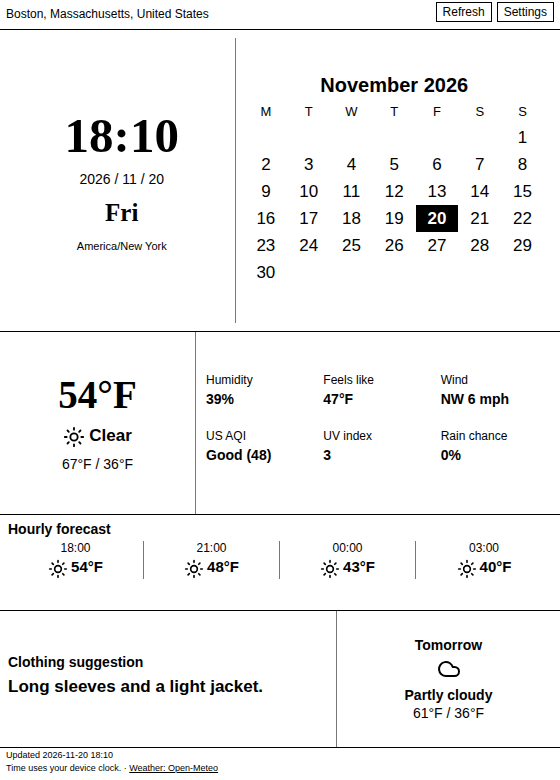 Boston, Massachusetts, United States
Refresh Settings
18:10
2026 / 11 / 20
Fri
America/New York
November 2026
M T W T F S S
1
2 3 4 5 6 7 8
9 10 11 12 13 14 15
16 17 18 19 20 21 22
23 24 25 26 27 28 29
30
54°F
Clear
67°F / 36°F
Humidity Feels like Wind
39% 47°F NW 6 mph
US AQI UV index Rain chance
Good (48) 3 0%
Hourly forecast
18:00 21:00 00:00 03:00
54°F 48°F 43°F 40°F
Clothing suggestion
Long sleeves and a light jacket.
Tomorrow
Partly cloudy
61°F / 36°F
Updated 2026-11-20 18:10
Time uses your device clock. · Weather: Open-Meteo